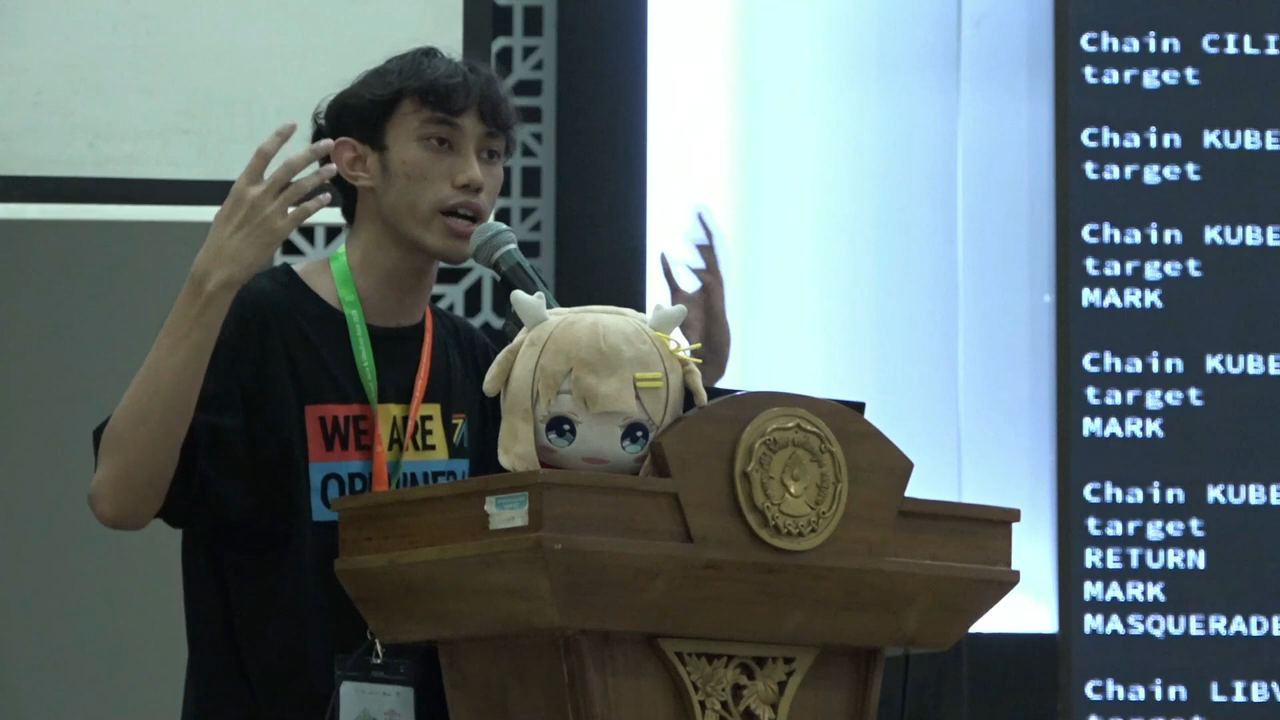 WE ARE
Chain CILI
target
Chain KUBE
target
Chain KUBE
target
MARK
Chain KUBE
target
MARK
Chain KUBE
target
RETURN
MARK
MASQUERADE
Chain LIBV
target